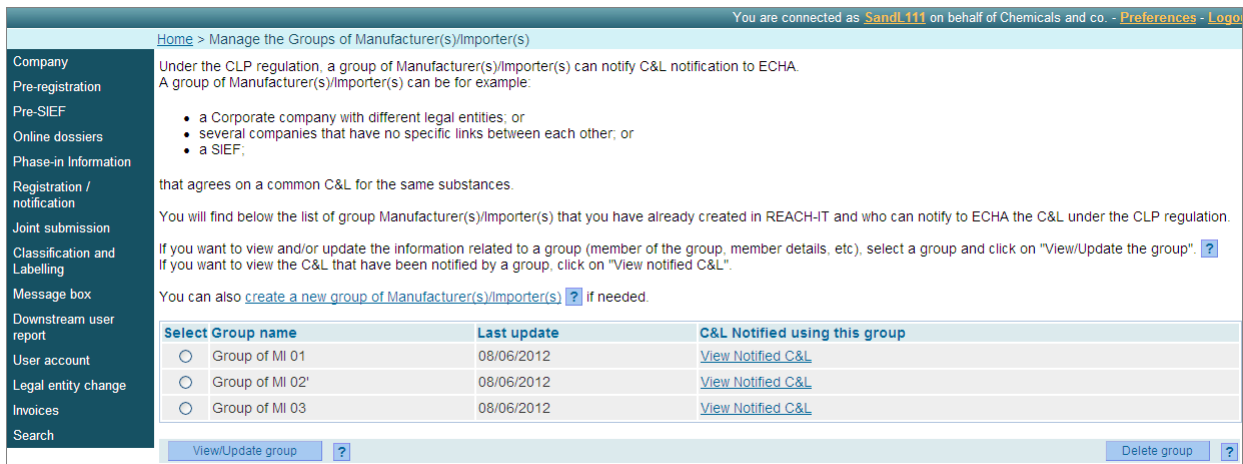 You are connected as SandL111 on behalf of Chemicals and co. - Preferences - Logo
Home > Manage the Groups of Manufacturer(s)/Importer(s)
Company
Pre-registration
Pre-SIEF
Online dossiers
Phase-in Information
Registration /
notification
Joint submission
Classification and
Labelling
Message box
Downstream user
report
User account
Legal entity change
Invoices
Search
Under the CLP regulation, a group of Manufacturer(s)/Importer(s) can notify C&L notification to ECHA.
A group of Manufacturer(s)/Importer(s) can be for example:
• a Corporate company with different legal entities; or
• several companies that have no specific links between each other; or
• a SIEF;
that agrees on a common C&L for the same substances.
You will find below the list of group Manufacturer(s)/Importer(s) that you have already created in REACH-IT and who can notify to ECHA the C&L under the CLP regulation.
If you want to view and/or update the information related to a group (member of the group, member details, etc), select a group and click on "View/Update the group". ?
If you want to view the C&L that have been notified by a group, click on "View notified C&L".
You can also create a new group of Manufacturer(s)/Importer(s) ? if needed.
Select Group name Last update C&L Notified using this group
Group of MI 01 08/06/2012 View Notified C&L
Group of MI 02' 08/06/2012 View Notified C&L
Group of MI 03 08/06/2012 View Notified C&L
View/Update group ? Delete group ?